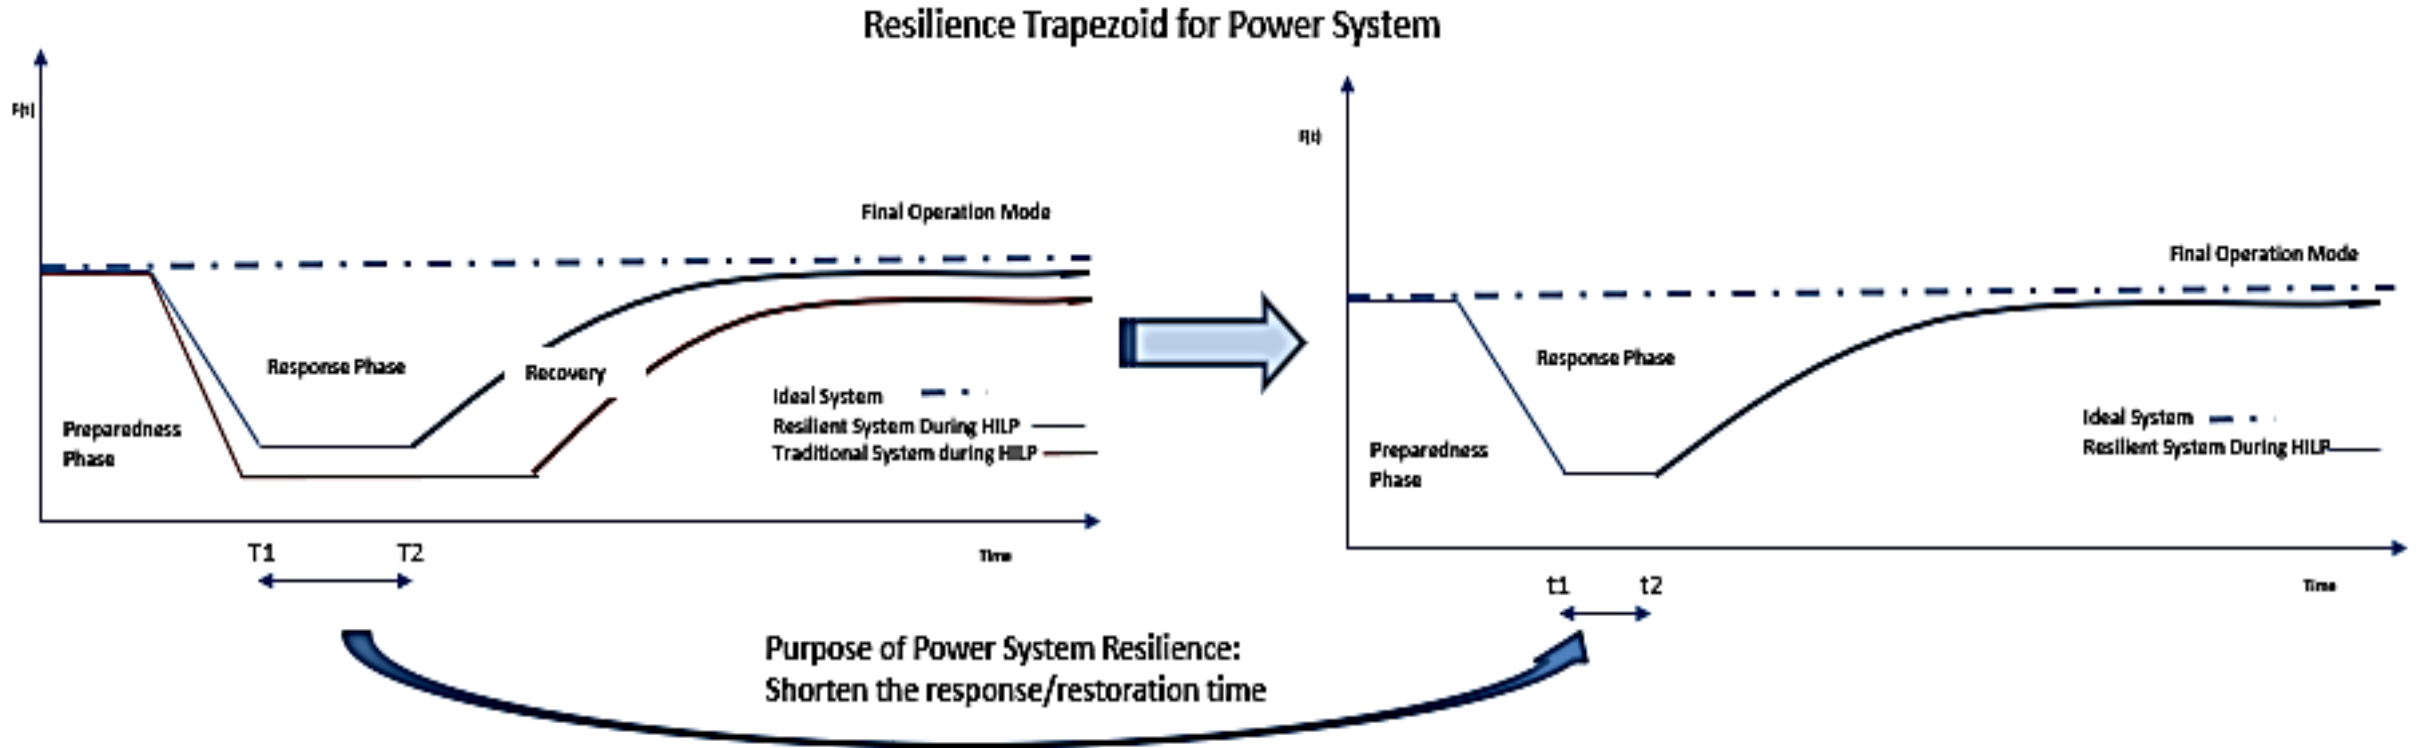 Resilience Trapezoid for Power System
F(t)
Final Operation Mode
Response Phase
Recovery
Preparedness
Phase
Ideal System
Resilient System During HILP
Traditional System during HILP
T1
T2
Time
F(t)
Final Operation Mode
Response Phase
Preparedness
Phase
Ideal System
Resilient System During HILP
t1
t2
Time
Purpose of Power System Resilience:
Shorten the response/restoration time